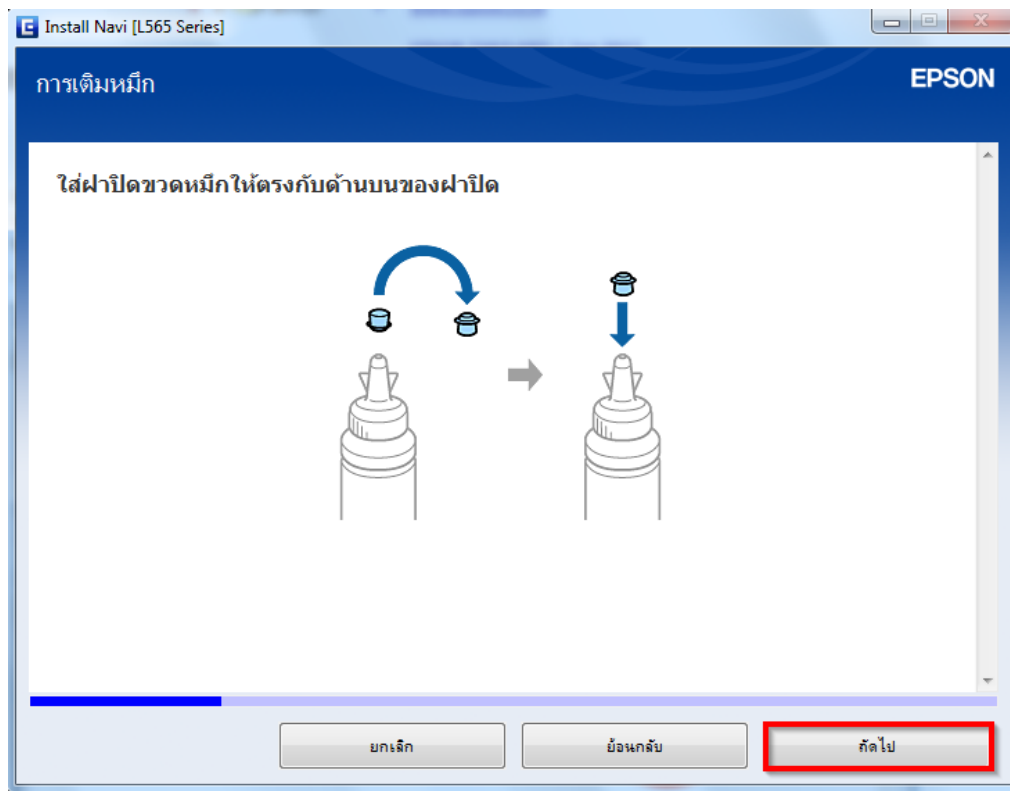 Install Navi [L565 Series]
การเติมหมึก
EPSON
ใส่ฝาปิดขวดหมึกให้ตรงกับด้านบนของฝาปิด
ยกเลิก
ย้อนกลับ
ถัดไป